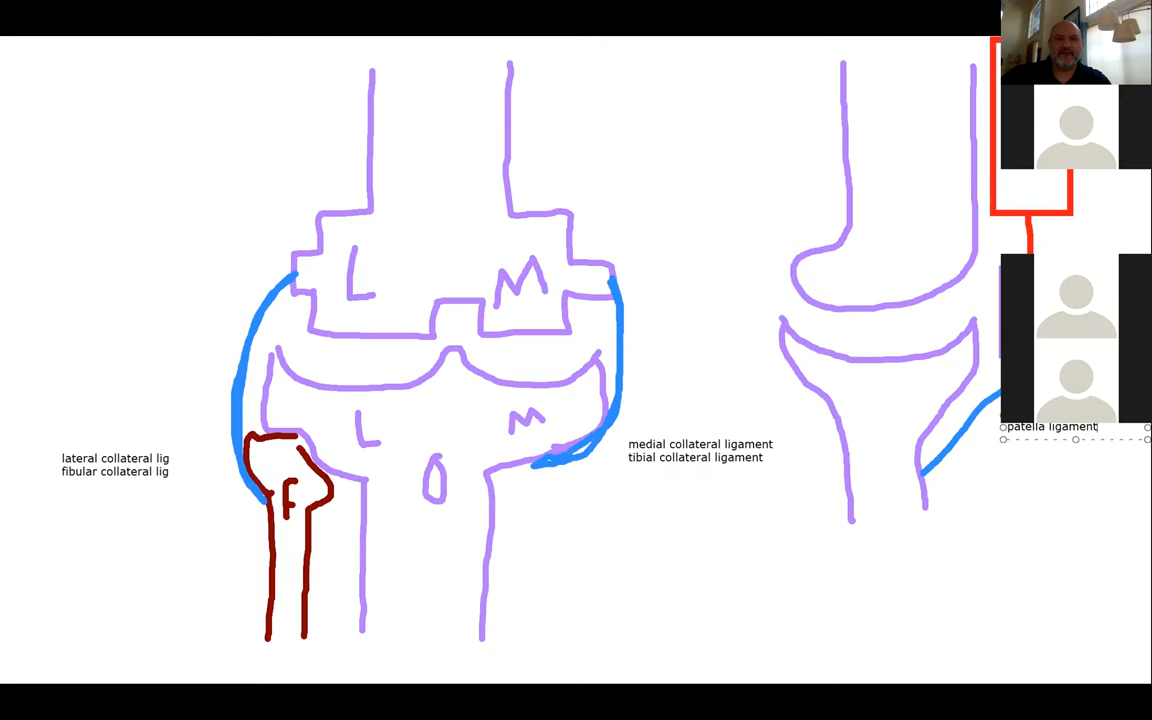 L
M
L
M
O
F
lateral collateral lig
fibular collateral lig
medial collateral ligament
tibial collateral ligament
patella ligament